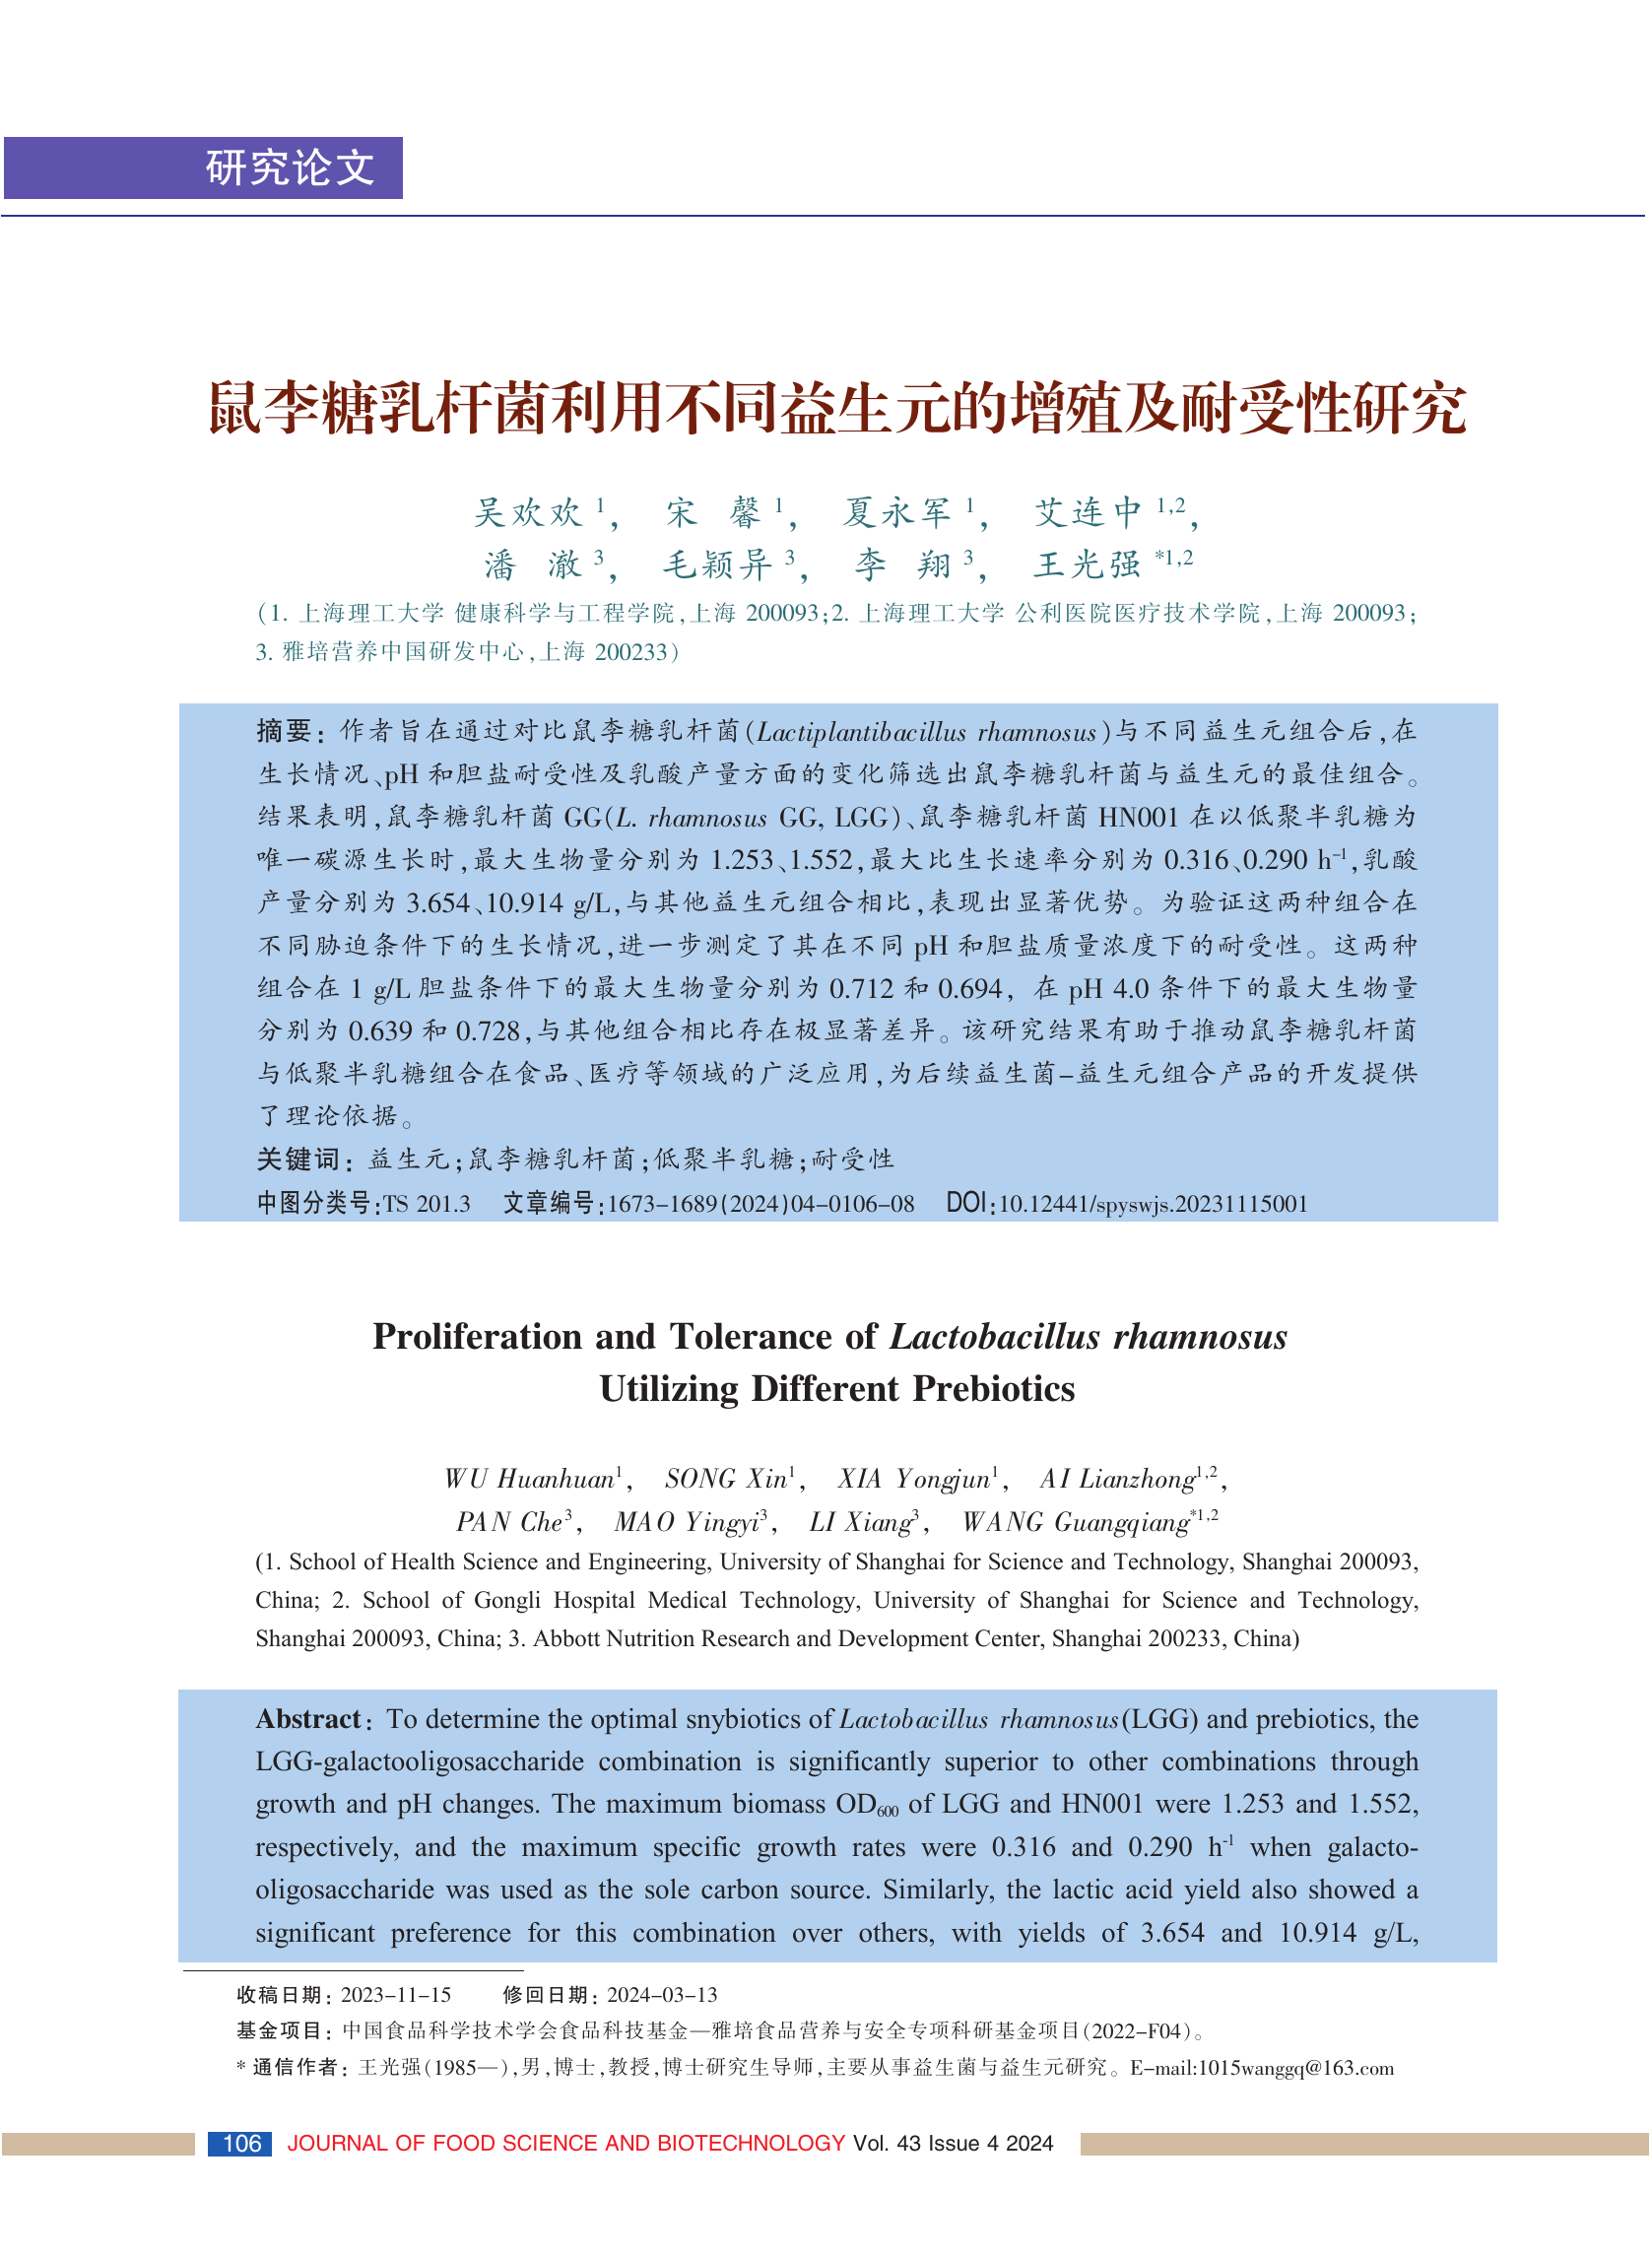 研究论文
鼠李糖乳杆菌利用不同益生元的增殖及耐受性研究
吴欢欢 1， 宋 馨 1， 夏永军 1， 艾连中 1,2，
潘 澈 3， 毛颖异 3， 李 翔 3， 王光强 *1,2
(1. 上海理工大学 健康科学与工程学院，上海 200093；2. 上海理工大学 公利医院医疗技术学院，上海 200093；
3. 雅培营养中国研发中心，上海 200233)
摘要： 作者旨在通过对比鼠李糖乳杆菌(Lactiplantibacillus rhamnosus)与不同益生元组合后，在
生长情况、pH 和胆盐耐受性及乳酸产量方面的变化筛选出鼠李糖乳杆菌与益生元的最佳组合。
结果表明，鼠李糖乳杆菌 GG(L. rhamnosus GG, LGG)、鼠李糖乳杆菌 HN001 在以低聚半乳糖为
唯一碳源生长时，最大生物量分别为 1.253、1.552，最大比生长速率分别为 0.316、0.290 h⁻¹，乳酸
产量分别为 3.654、10.914 g/L，与其他益生元组合相比，表现出显著优势。为验证这两种组合在
不同胁迫条件下的生长情况，进一步测定了其在不同 pH 和胆盐质量浓度下的耐受性。这两种
组合在 1 g/L 胆盐条件下的最大生物量分别为 0.712 和 0.694，在 pH 4.0 条件下的最大生物量
分别为 0.639 和 0.728，与其他组合相比存在极显著差异。该研究结果有助于推动鼠李糖乳杆菌
与低聚半乳糖组合在食品、医疗等领域的广泛应用，为后续益生菌–益生元组合产品的开发提供
了理论依据。
关键词： 益生元；鼠李糖乳杆菌；低聚半乳糖；耐受性
中图分类号：TS 201.3 文章编号：1673-1689(2024)04-0106-08 DOI：10.12441/spyswjs.20231115001
Proliferation and Tolerance of Lactobacillus rhamnosus
Utilizing Different Prebiotics
WU Huanhuan¹, SONG Xin¹, XIA Yongjun¹, AI Lianzhong¹,²,
PAN Che³, MAO Yingyi³, LI Xiang³, WANG Guangqiang*¹,²
(1. School of Health Science and Engineering, University of Shanghai for Science and Technology, Shanghai 200093,
China; 2. School of Gongli Hospital Medical Technology, University of Shanghai for Science and Technology,
Shanghai 200093, China; 3. Abbott Nutrition Research and Development Center, Shanghai 200233, China)
Abstract： To determine the optimal snybiotics of Lactobacillus rhamnosus(LGG) and prebiotics, the
LGG-galactooligosaccharide combination is significantly superior to other combinations through
growth and pH changes. The maximum biomass OD₆₀₀ of LGG and HN001 were 1.253 and 1.552,
respectively, and the maximum specific growth rates were 0.316 and 0.290 h⁻¹ when galacto-
oligosaccharide was used as the sole carbon source. Similarly, the lactic acid yield also showed a
significant preference for this combination over others, with yields of 3.654 and 10.914 g/L,
收稿日期： 2023-11-15 修回日期： 2024-03-13
基金项目： 中国食品科学技术学会食品科技基金—雅培食品营养与安全专项科研基金项目(2022-F04)。
* 通信作者： 王光强(1985—)，男，博士，教授，博士研究生导师，主要从事益生菌与益生元研究。E-mail:1015wanggq@163.com
106 JOURNAL OF FOOD SCIENCE AND BIOTECHNOLOGY Vol. 43 Issue 4 2024